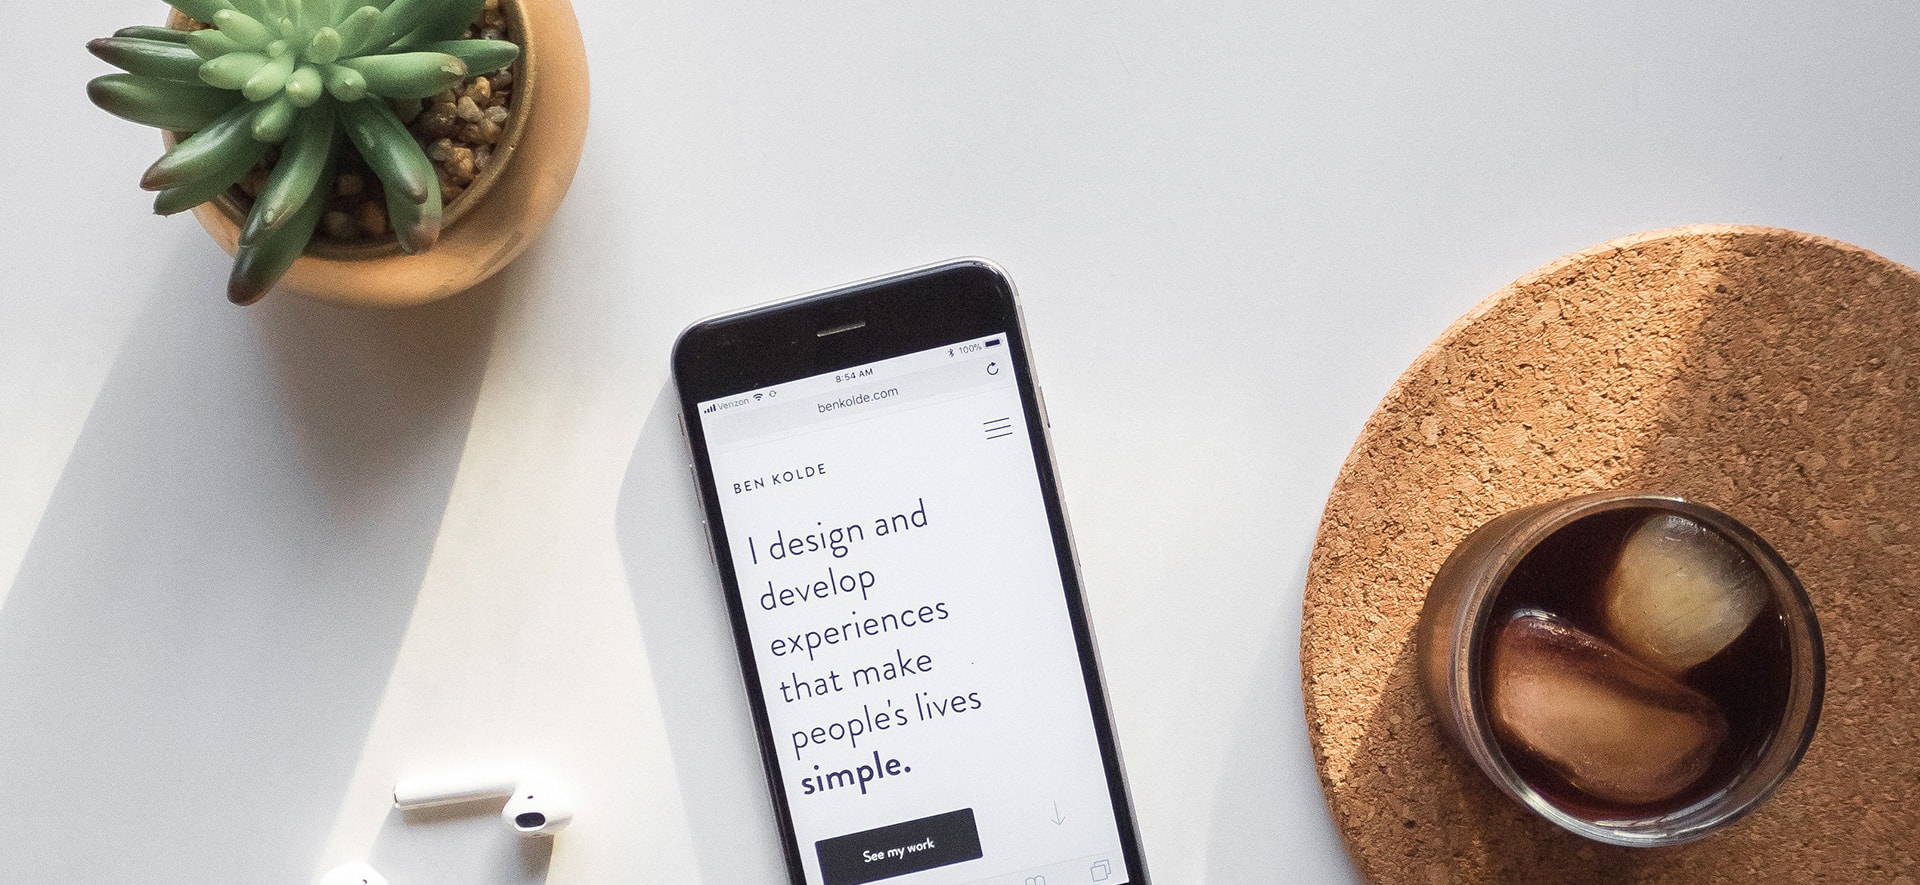 Verizon 8:54 AM 100%
benkolde.com
BEN KOLDE
I design and
develop
experiences
that make
people's lives
simple.
See my work